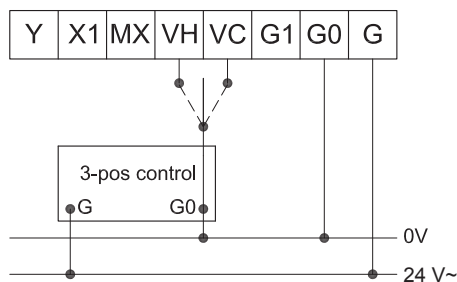 Y X1 MX VH VC G1 G0 G
3-pos control
G G0
0V
24 V~